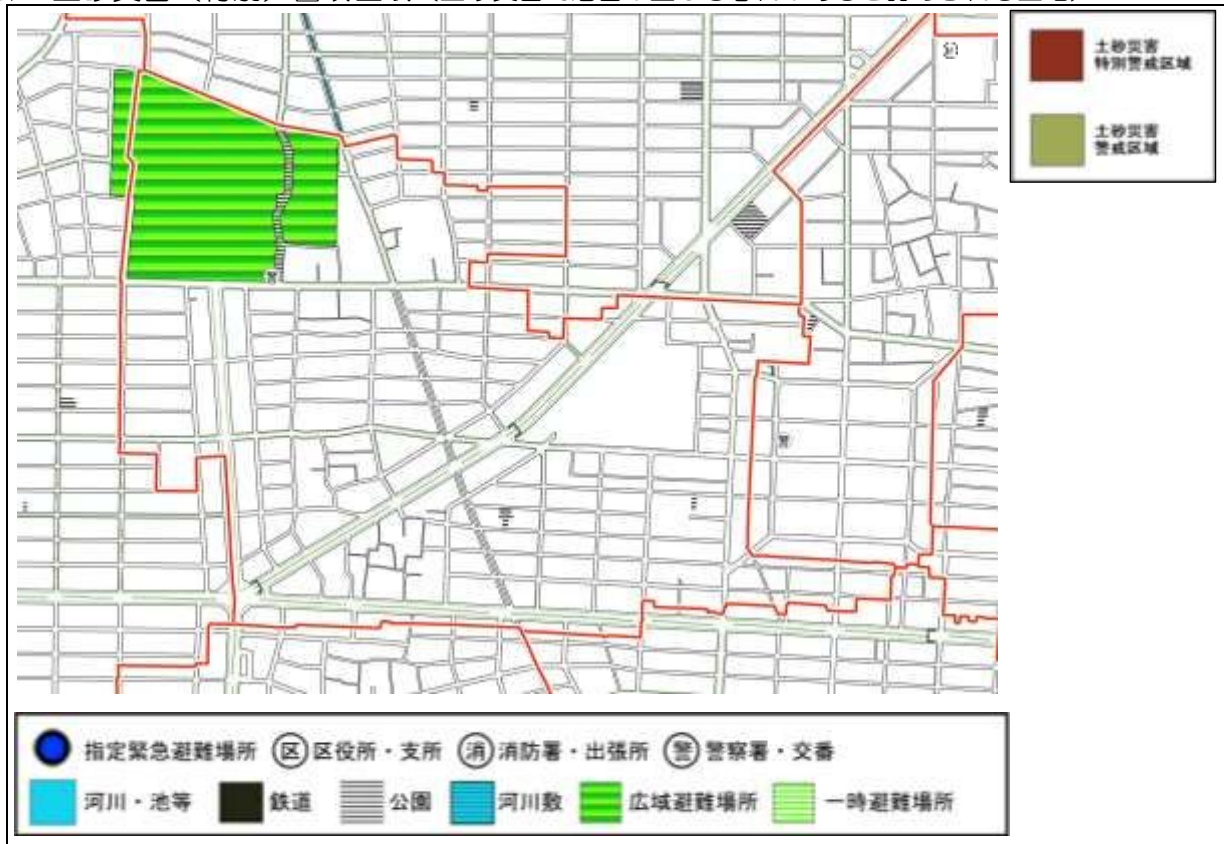 土砂災害
特別警戒区域
土砂災害
警戒区域
指定緊急避難場所 区 区役所・支所 消 消防署・出張所 警 警察署・交番
河川・池等 鉄道 公園 河川敷 広域避難場所 一時避難場所